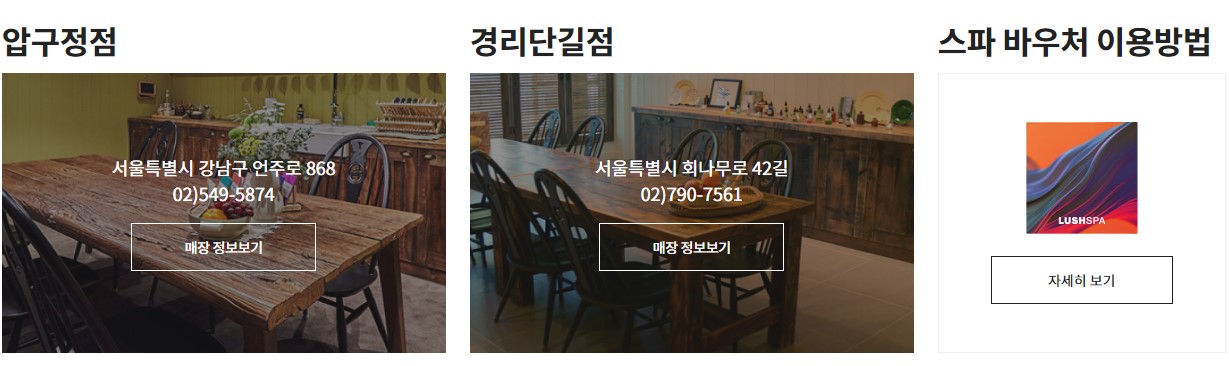 압구정점
서울특별시 강남구 언주로 868
02)549-5874
매장 정보보기
경리단길점
서울특별시 회나무로 42길
02)790-7561
매장 정보보기
스파 바우처 이용방법
LUSHSPA
자세히 보기